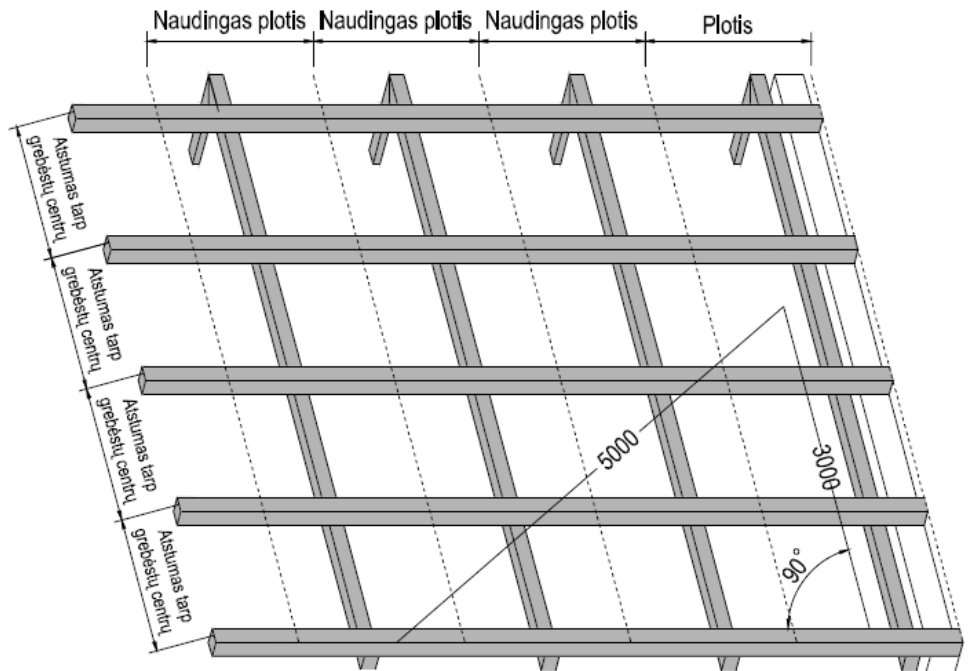 Naudingas plotis
Naudingas plotis
Naudingas plotis
Plotis
Atstumas tarp
grebėstų centrų
Atstumas tarp
grebėstų centrų
Atstumas tarp
grebėstų centrų
Atstumas tarp
grebėstų centrų
5000
3000
90°